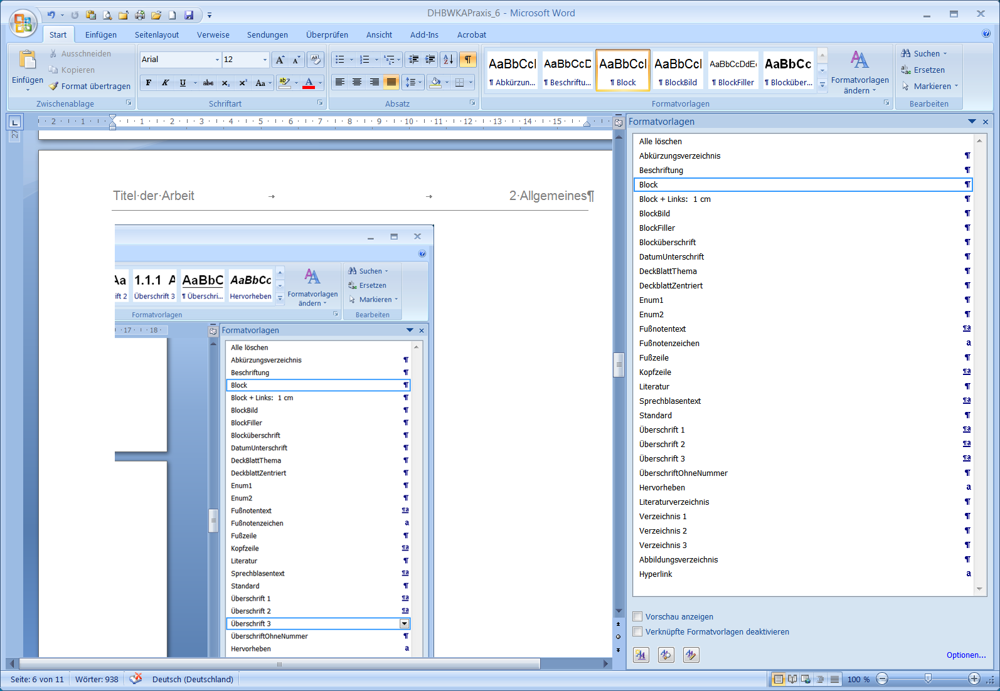 DHBWKAPraxis_6 - Microsoft Word
Start Einfügen Seitenlayout Verweise Sendungen Überprüfen Ansicht Add-Ins Acrobat
Einfügen
Ausschneiden
Kopieren
Format übertragen
Zwischenablage
Arial 12
F K U abc x₂ x² Aa ab A
Schriftart
Absatz
AaBbCcI AaBbCcD AaBbCcI AaBbCcI AaBbCcDdE AaBbCc
¶ Abkürzun... ¶ Beschriftu... ¶ Block ¶ BlockBild ¶ BlockFiller ¶ Blocküber...
Formatvorlagen
ändern
Formatvorlagen
Suchen
Ersetzen
Markieren
Bearbeiten
L
2 1 1 2 3 4 5 6 7 8 9 10 11 12 13 14 15
27
Titel·der·Arbeit → → 2·Allgemeines¶
Aa 1.1.1 A AaBbC AaBbCc
ift 2 Überschrift 3 ¶ Überschri... Hervorheben
Formatvorlagen
ändern
Formatvorlagen
Suchen
Ersetzen
Markieren
Bearbeiten
17 18
Formatvorlagen
Alle löschen
Abkürzungsverzeichnis ¶
Beschriftung ¶
Block ¶
Block + Links: 1 cm ¶
BlockBild ¶
BlockFiller ¶
Blocküberschrift ¶
DatumUnterschrift ¶
DeckBlattThema ¶
DeckblattZentriert ¶
Enum1 ¶
Enum2 ¶
Fußnotentext ¶a
Fußnotenzeichen a
Fußzeile ¶
Kopfzeile ¶a
Literatur ¶
Sprechblasentext ¶a
Standard ¶
Überschrift 1 ¶a
Überschrift 2 ¶a
Überschrift 3
ÜberschriftOhneNummer ¶
Hervorheben a
Formatvorlagen
Alle löschen
Abkürzungsverzeichnis ¶
Beschriftung ¶
Block ¶
Block + Links: 1 cm ¶
BlockBild ¶
BlockFiller ¶
Blocküberschrift ¶
DatumUnterschrift ¶
DeckBlattThema ¶
DeckblattZentriert ¶
Enum1 ¶
Enum2 ¶
Fußnotentext ¶a
Fußnotenzeichen a
Fußzeile ¶
Kopfzeile ¶a
Literatur ¶
Sprechblasentext ¶a
Standard ¶
Überschrift 1 ¶a
Überschrift 2 ¶a
Überschrift 3 ¶a
ÜberschriftOhneNummer ¶
Hervorheben a
Literaturverzeichnis ¶
Verzeichnis 1 ¶
Verzeichnis 2 ¶
Verzeichnis 3 ¶
Abbildungsverzeichnis ¶
Hyperlink a
Vorschau anzeigen
Verknüpfte Formatvorlagen deaktivieren
Optionen...
Seite: 6 von 11 Wörter: 938 Deutsch (Deutschland) 100 %